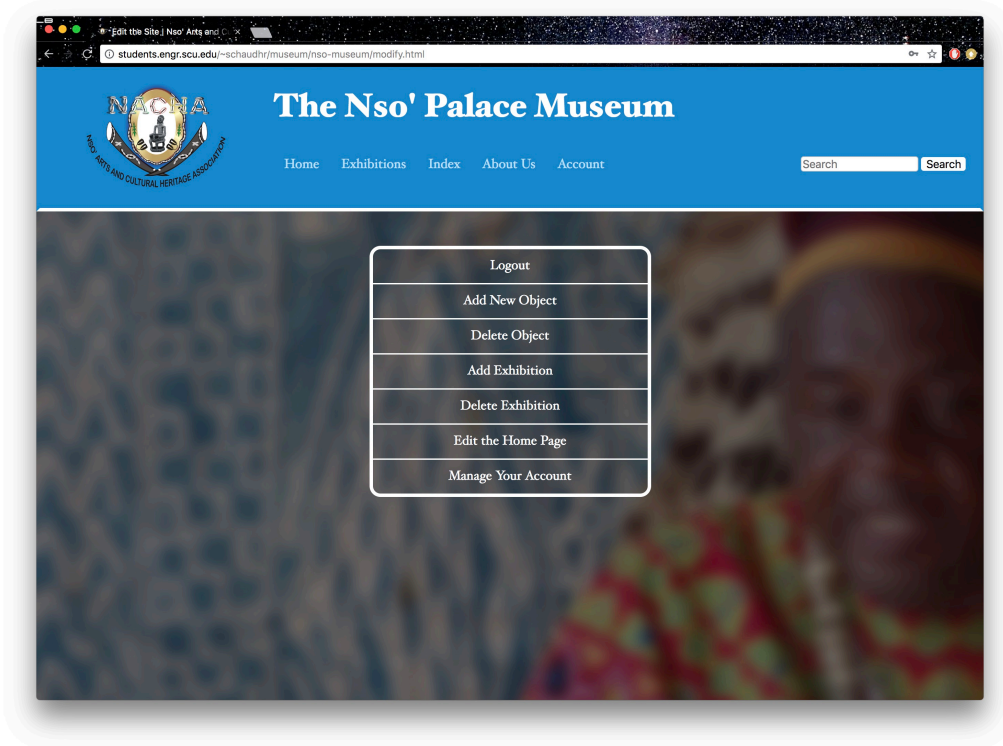 Edit the Site | Nso' Arts and C
students.engr.scu.edu/~schaudhr/museum/nso-museum/modify.html
NACHA
NSO' ARTS AND CULTURAL HERITAGE ASSOCIATION
The Nso' Palace Museum
Home Exhibitions Index About Us Account
Search Search
Logout
Add New Object
Delete Object
Add Exhibition
Delete Exhibition
Edit the Home Page
Manage Your Account